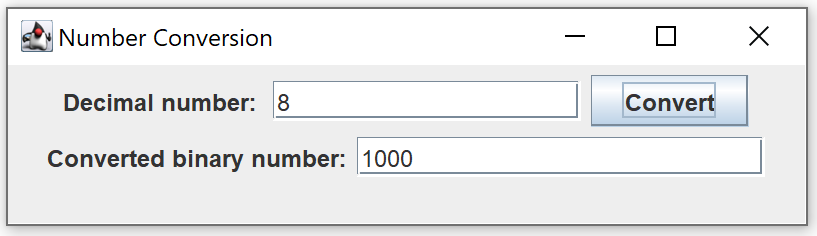 Number Conversion
Decimal number: 8 Convert
Converted binary number: 1000